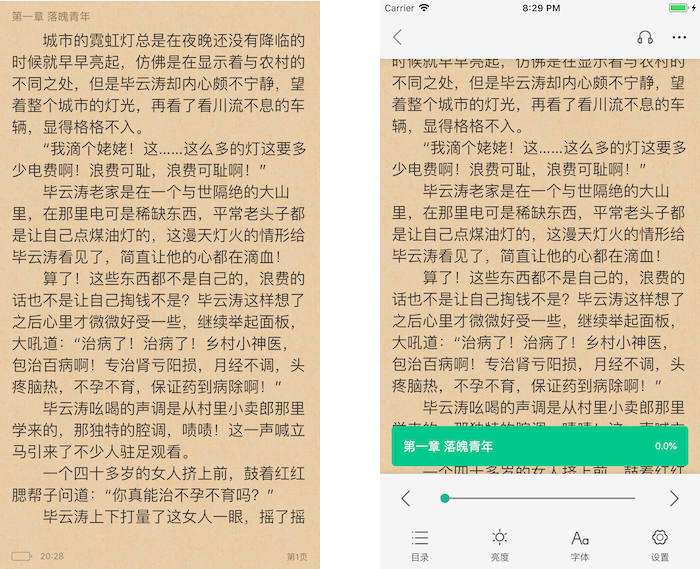 第一章 落魄青年
城市的霓虹灯总是在夜晚还没有降临的
时候就早早亮起，仿佛是在显示着与农村的
不同之处，但是毕云涛却内心颇不宁静，望
着整个城市的灯光，再看了看川流不息的车
辆，显得格格不入。
“我滴个姥姥！这……这么多的灯这要多
少电费啊！浪费可耻，浪费可耻啊！”
毕云涛老家是在一个与世隔绝的大山
里，在那里电可是稀缺东西，平常老头子都
是让自己点煤油灯的，这漫天灯火的情形给
毕云涛看见了，简直让他的心都在滴血！
算了！这些东西都不是自己的，浪费的
话也不是让自己掏钱不是？毕云涛这样想了
之后心里才微微好受一些，继续举起面板，
大吼道：“治病了！治病了！乡村小神医，
包治百病啊！专治肾亏阳损，月经不调，头
疼脑热，不孕不育，保证药到病除啊！”
毕云涛吆喝的声调是从村里小卖郎那里
学来的，那独特的腔调，啧啧！这一声喊立
马引来了不少人驻足观看。
一个四十多岁的女人挤上前，鼓着红红
腮帮子问道：“你真能治不孕不育吗？”
毕云涛上下打量了这女人一眼，摇了摇
20:28
第1页
Carrier
8:29 PM
时候就早早亮起，仿佛是在显示着与农村的
不同之处，但是毕云涛却内心颇不宁静，望
着整个城市的灯光，再看了看川流不息的车
辆，显得格格不入。
“我滴个姥姥！这……这么多的灯这要多
少电费啊！浪费可耻，浪费可耻啊！”
毕云涛老家是在一个与世隔绝的大山
里，在那里电可是稀缺东西，平常老头子都
是让自己点煤油灯的，这漫天灯火的情形给
毕云涛看见了，简直让他的心都在滴血！
算了！这些东西都不是自己的，浪费的
话也不是让自己掏钱不是？毕云涛这样想了
之后心里才微微好受一些，继续举起面板，
大吼道：“治病了！治病了！乡村小神医，
包治百病啊！专治肾亏阳损，月经不调，头
疼脑热，不孕不育，保证药到病除啊！”
毕云涛吆喝的声调是从村里小卖郎那里
学来的，那独特的腔调，啧啧！这一声喊立
第一章 落魄青年
0.0%
一个四十多岁的女人挤上前，鼓着红红
目录
亮度
Aa
字体
设置